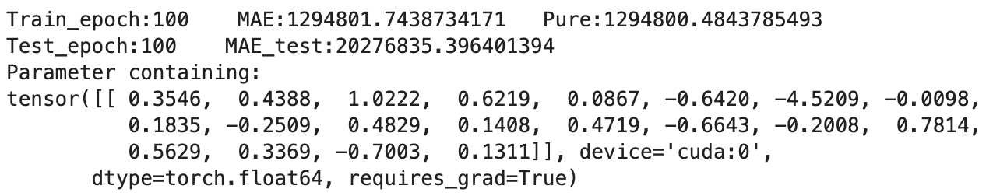 Train_epoch:100    MAE:1294801.7438734171   Pure:1294800.4843785493
Test_epoch:100    MAE_test:20276835.396401394
Parameter containing:
tensor([[ 0.3546,  0.4388,  1.0222,  0.6219,  0.0867, -0.6420, -4.5209, -0.0098,
          0.1835, -0.2509,  0.4829,  0.1408,  0.4719, -0.6643, -0.2008,  0.7814,
          0.5629,  0.3369, -0.7003,  0.1311]], device='cuda:0',
       dtype=torch.float64, requires_grad=True)